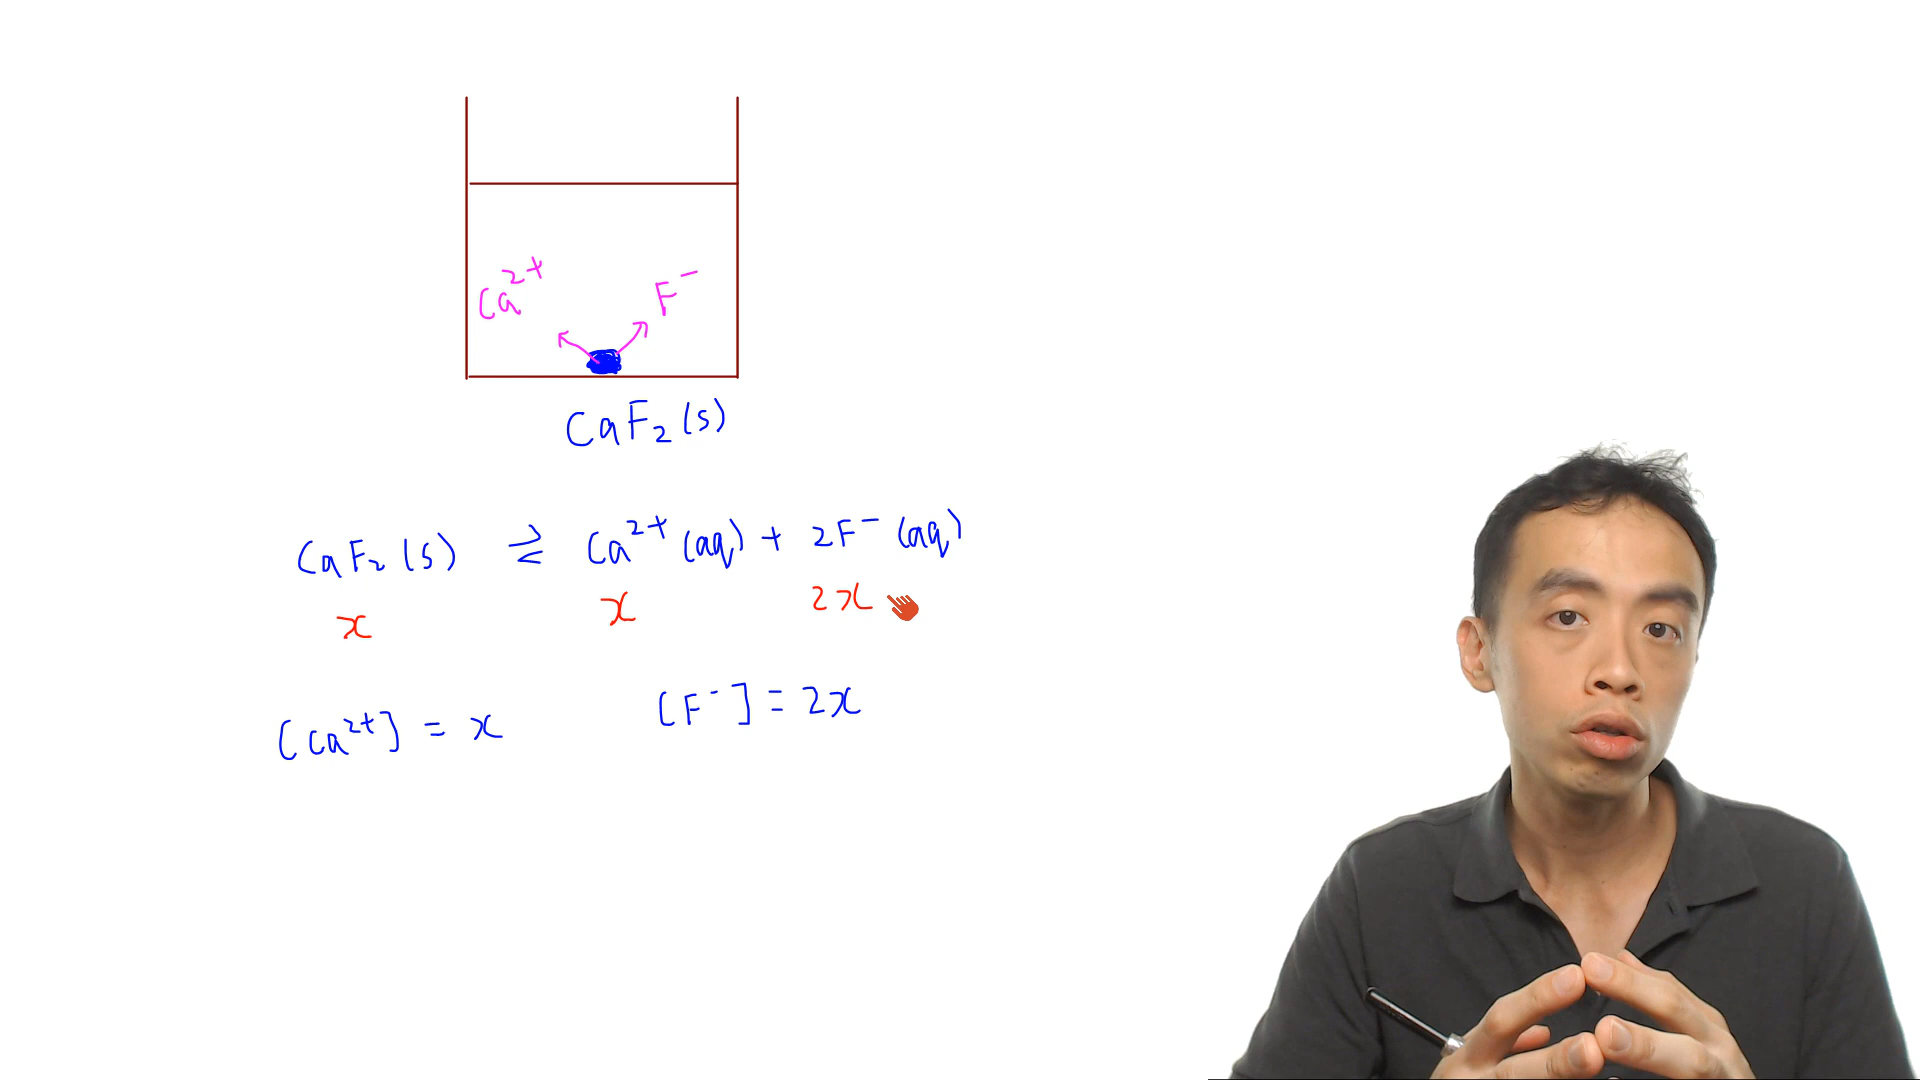 Ca²⁺ F⁻
CaF₂(s)
CaF₂(s) ⇌ Ca²⁺(aq) + 2F⁻(aq)
x x 2x
[Ca²⁺] = x [F⁻] = 2x